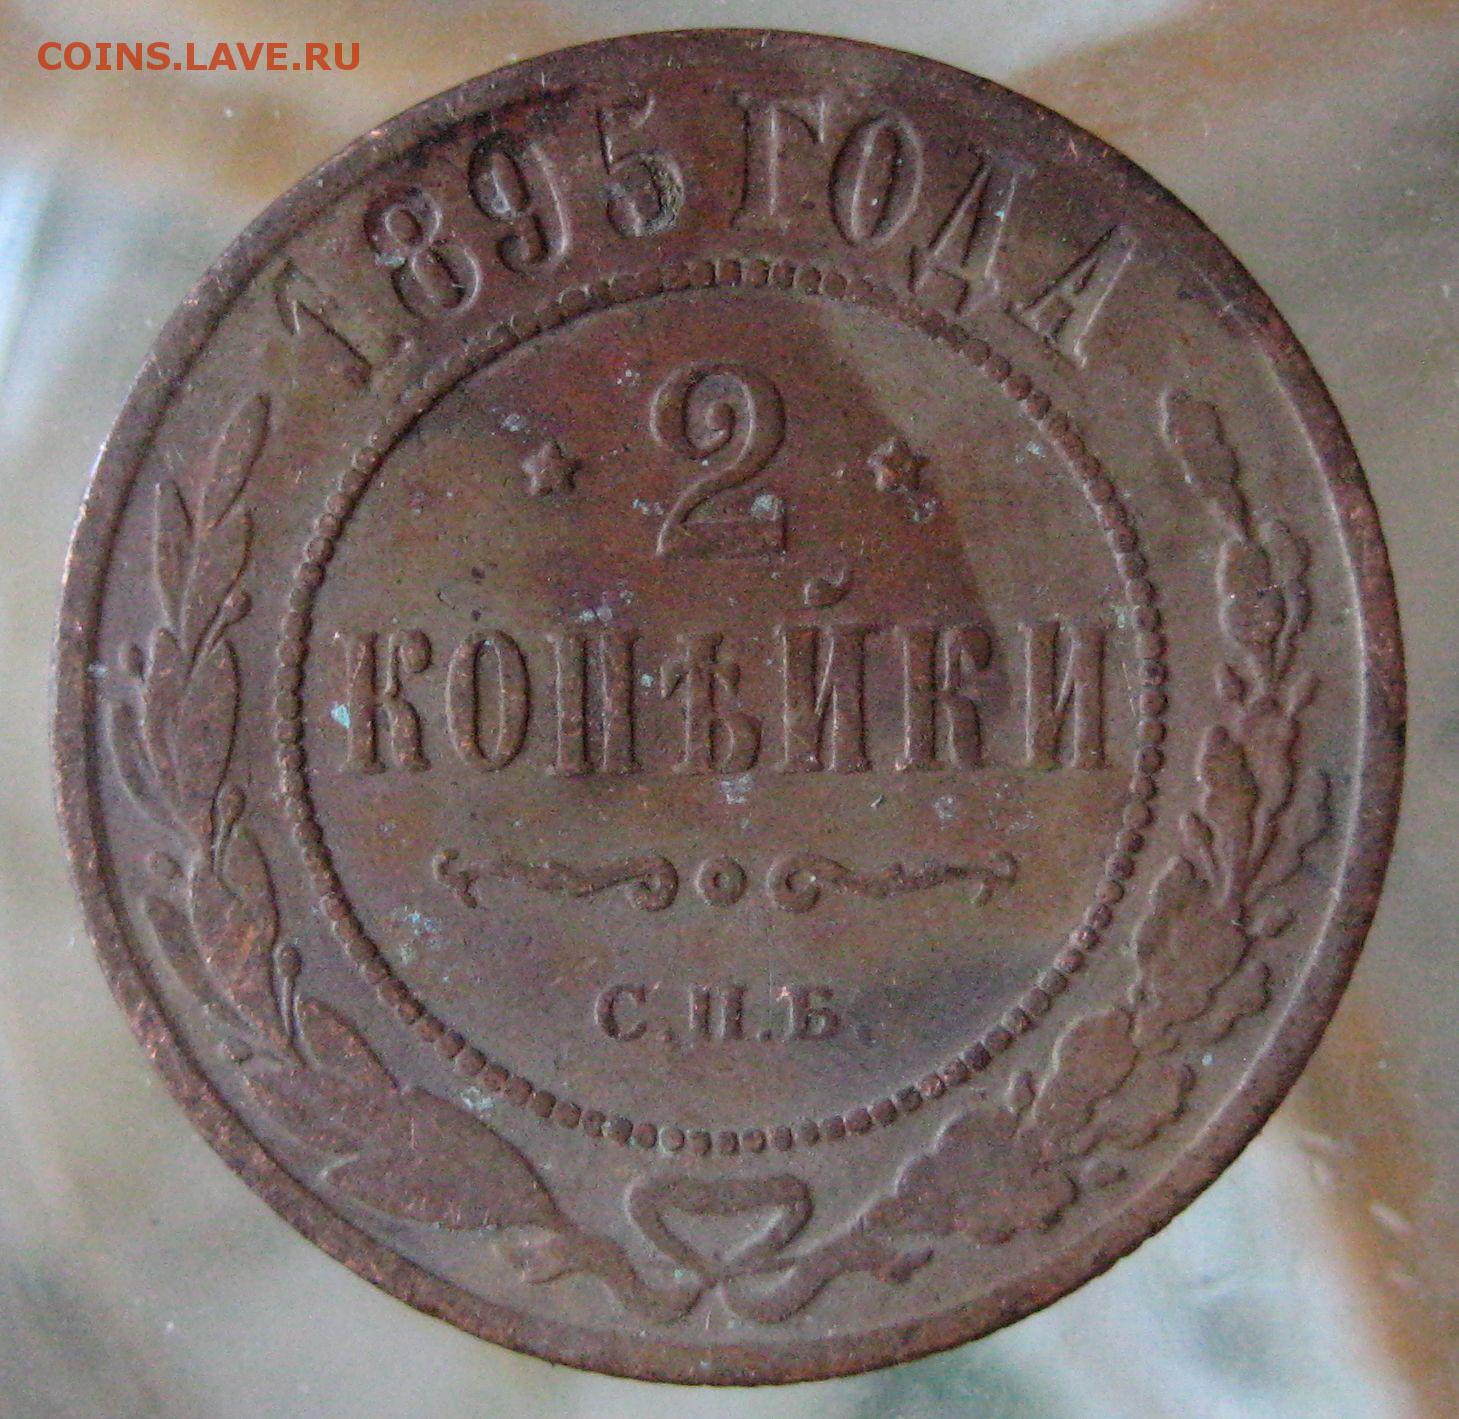 COINS.LAVE.RU
1895 ГОДА
2
КОПѢЙКИ
С.П.Б.